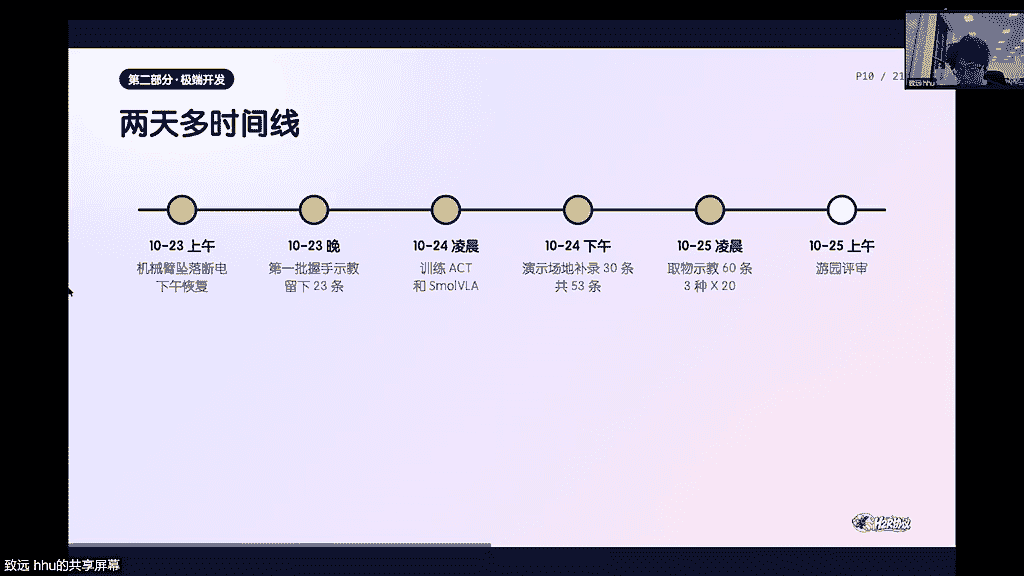 第二部分·极端开发
P10 / 21
两天多时间线
10-23 上午
机械臂坠落断电
下午恢复
10-23 晚
第一批握手示教
留下 23 条
10-24 凌晨
训练 ACT
和 SmolVLA
10-24 下午
演示场地补录 30 条
共 53 条
10-25 凌晨
取物示教 60 条
3 种 X 20
10-25 上午
游园评审
致远 hhu
致远 hhu的共享屏幕